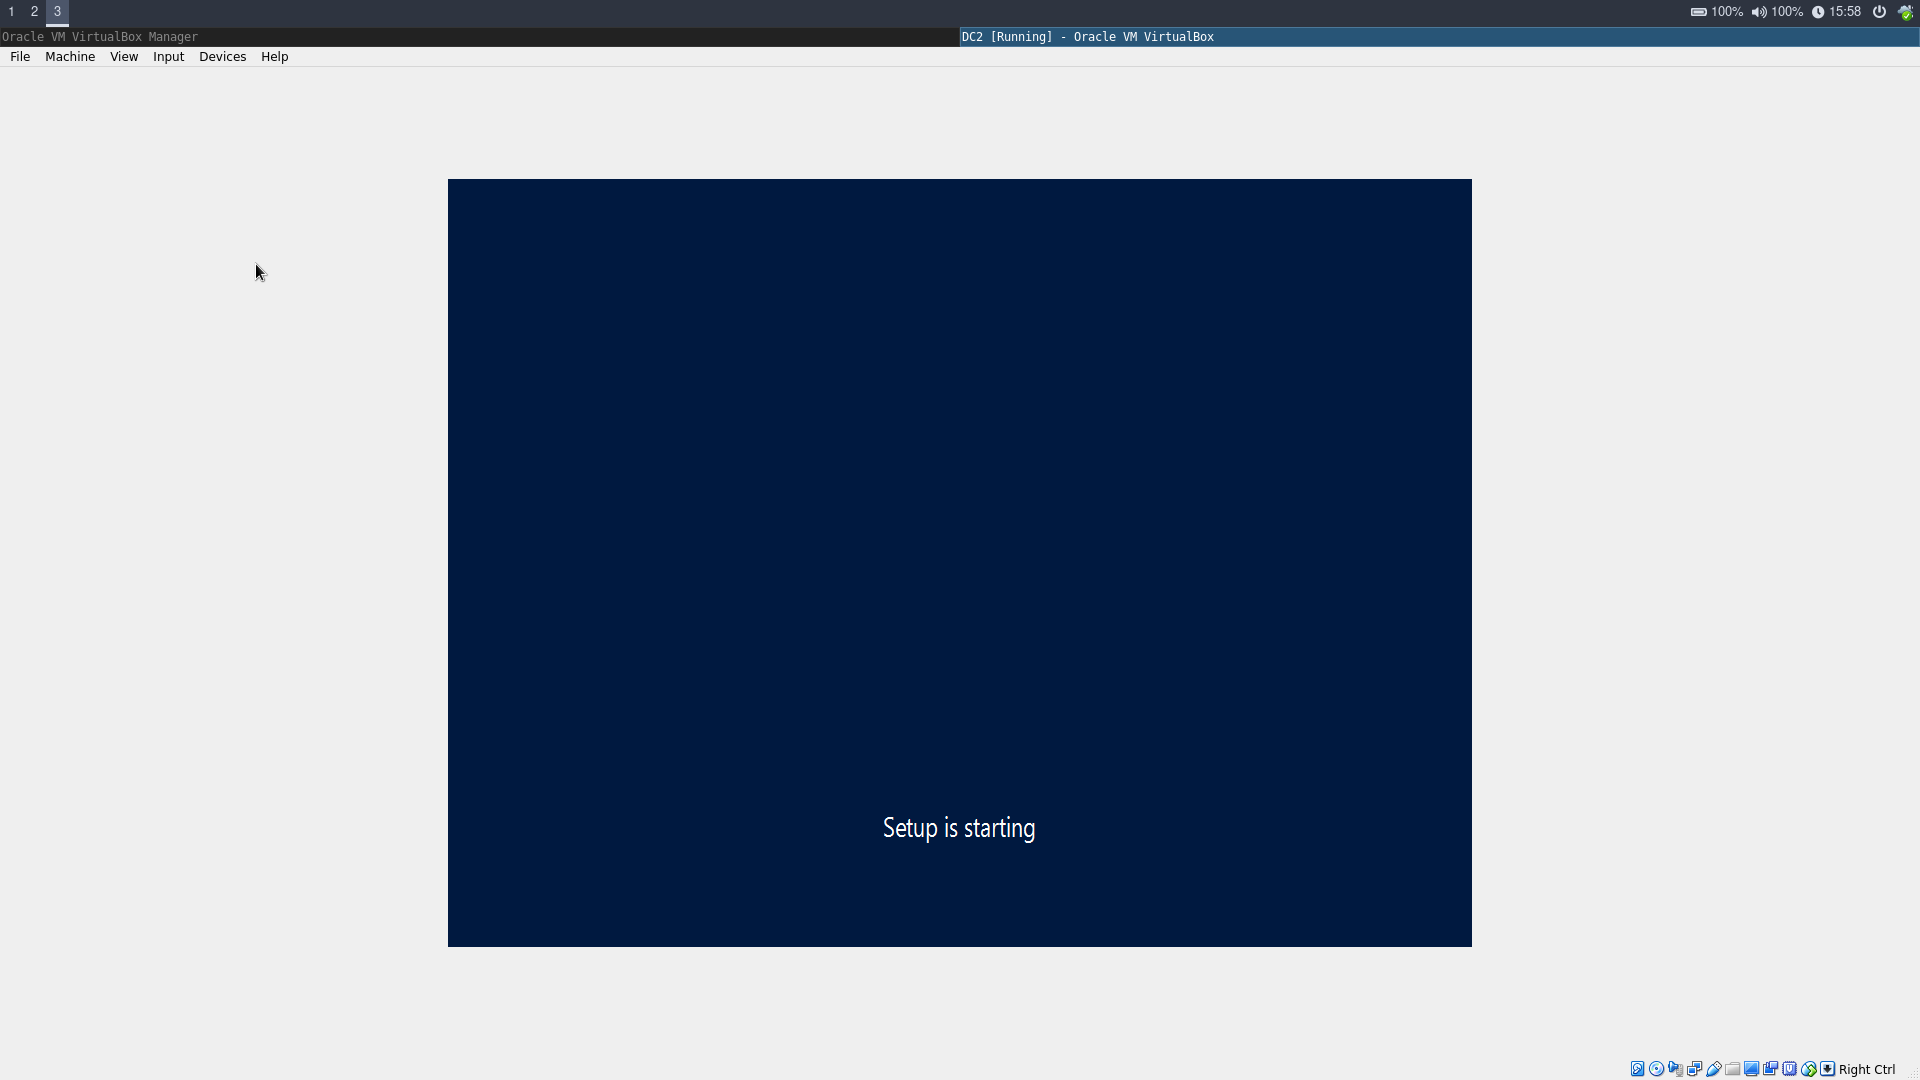 1 2 3 100% 100% 15:58
Oracle VM VirtualBox Manager DC2 [Running] - Oracle VM VirtualBox
File Machine View Input Devices Help
Setup is starting
Right Ctrl